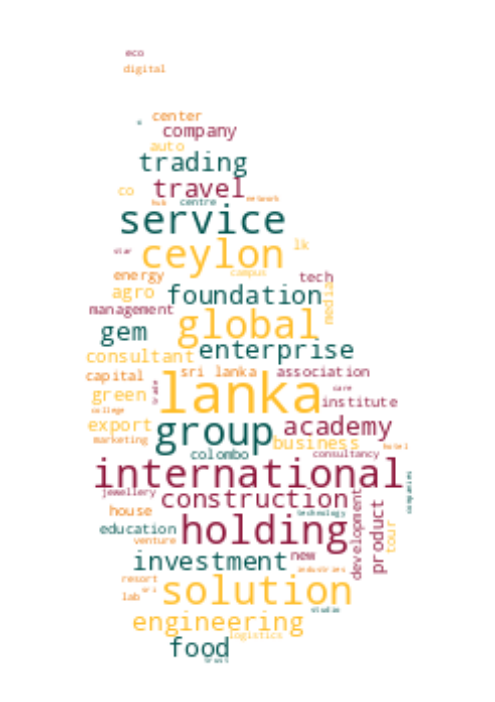 eco
digital
center
company
auto
trading
co
travel
hub
centre
network
service
star
ceylon
lk
energy
campus
tech
agro
foundation
media
management
gem
global
consultant
enterprise
capital
sri lanka
association
green
trade
lanka
care
institute
college
export
group
academy
marketing
business
hotel
colombo
consultancy
international
companies
jewellery
construction
house
technology
development
product
tour
education
holding
venture
investment
new
industries
resort
lab
sri
solution
studio
engineering
logistics
food
trust